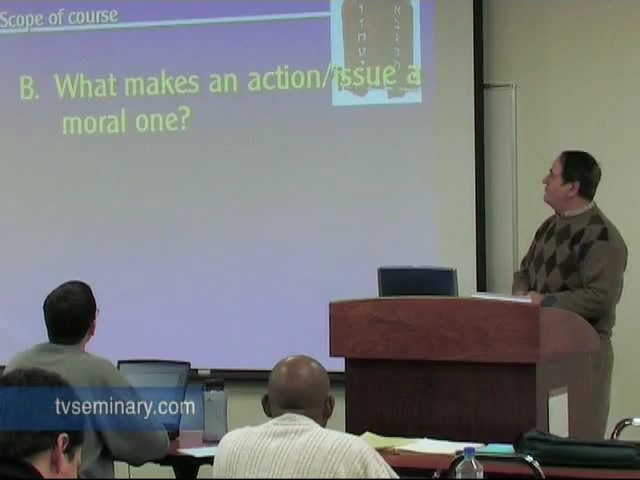 Scope of course
B. What makes an action/issue a
moral one?
tvseminary.com